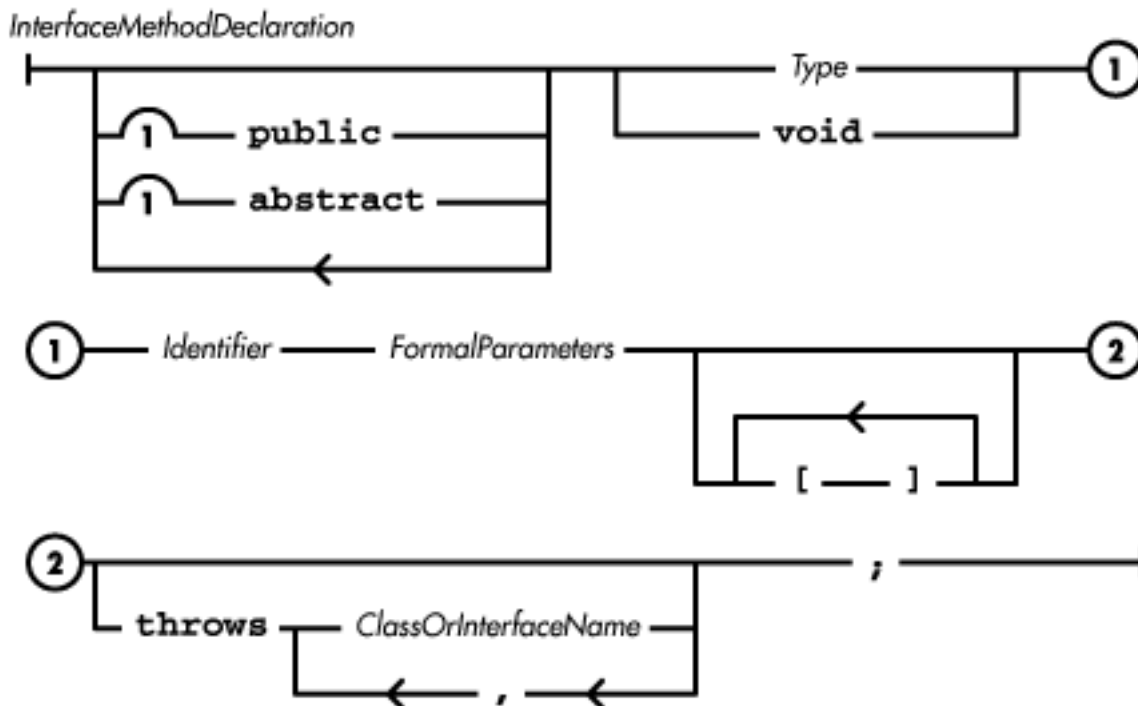 InterfaceMethodDeclaration
Type 1
1 public void
1 abstract
1 Identifier FormalParameters 2
[ ]
2 ;
throws ClassOrInterfaceName
,